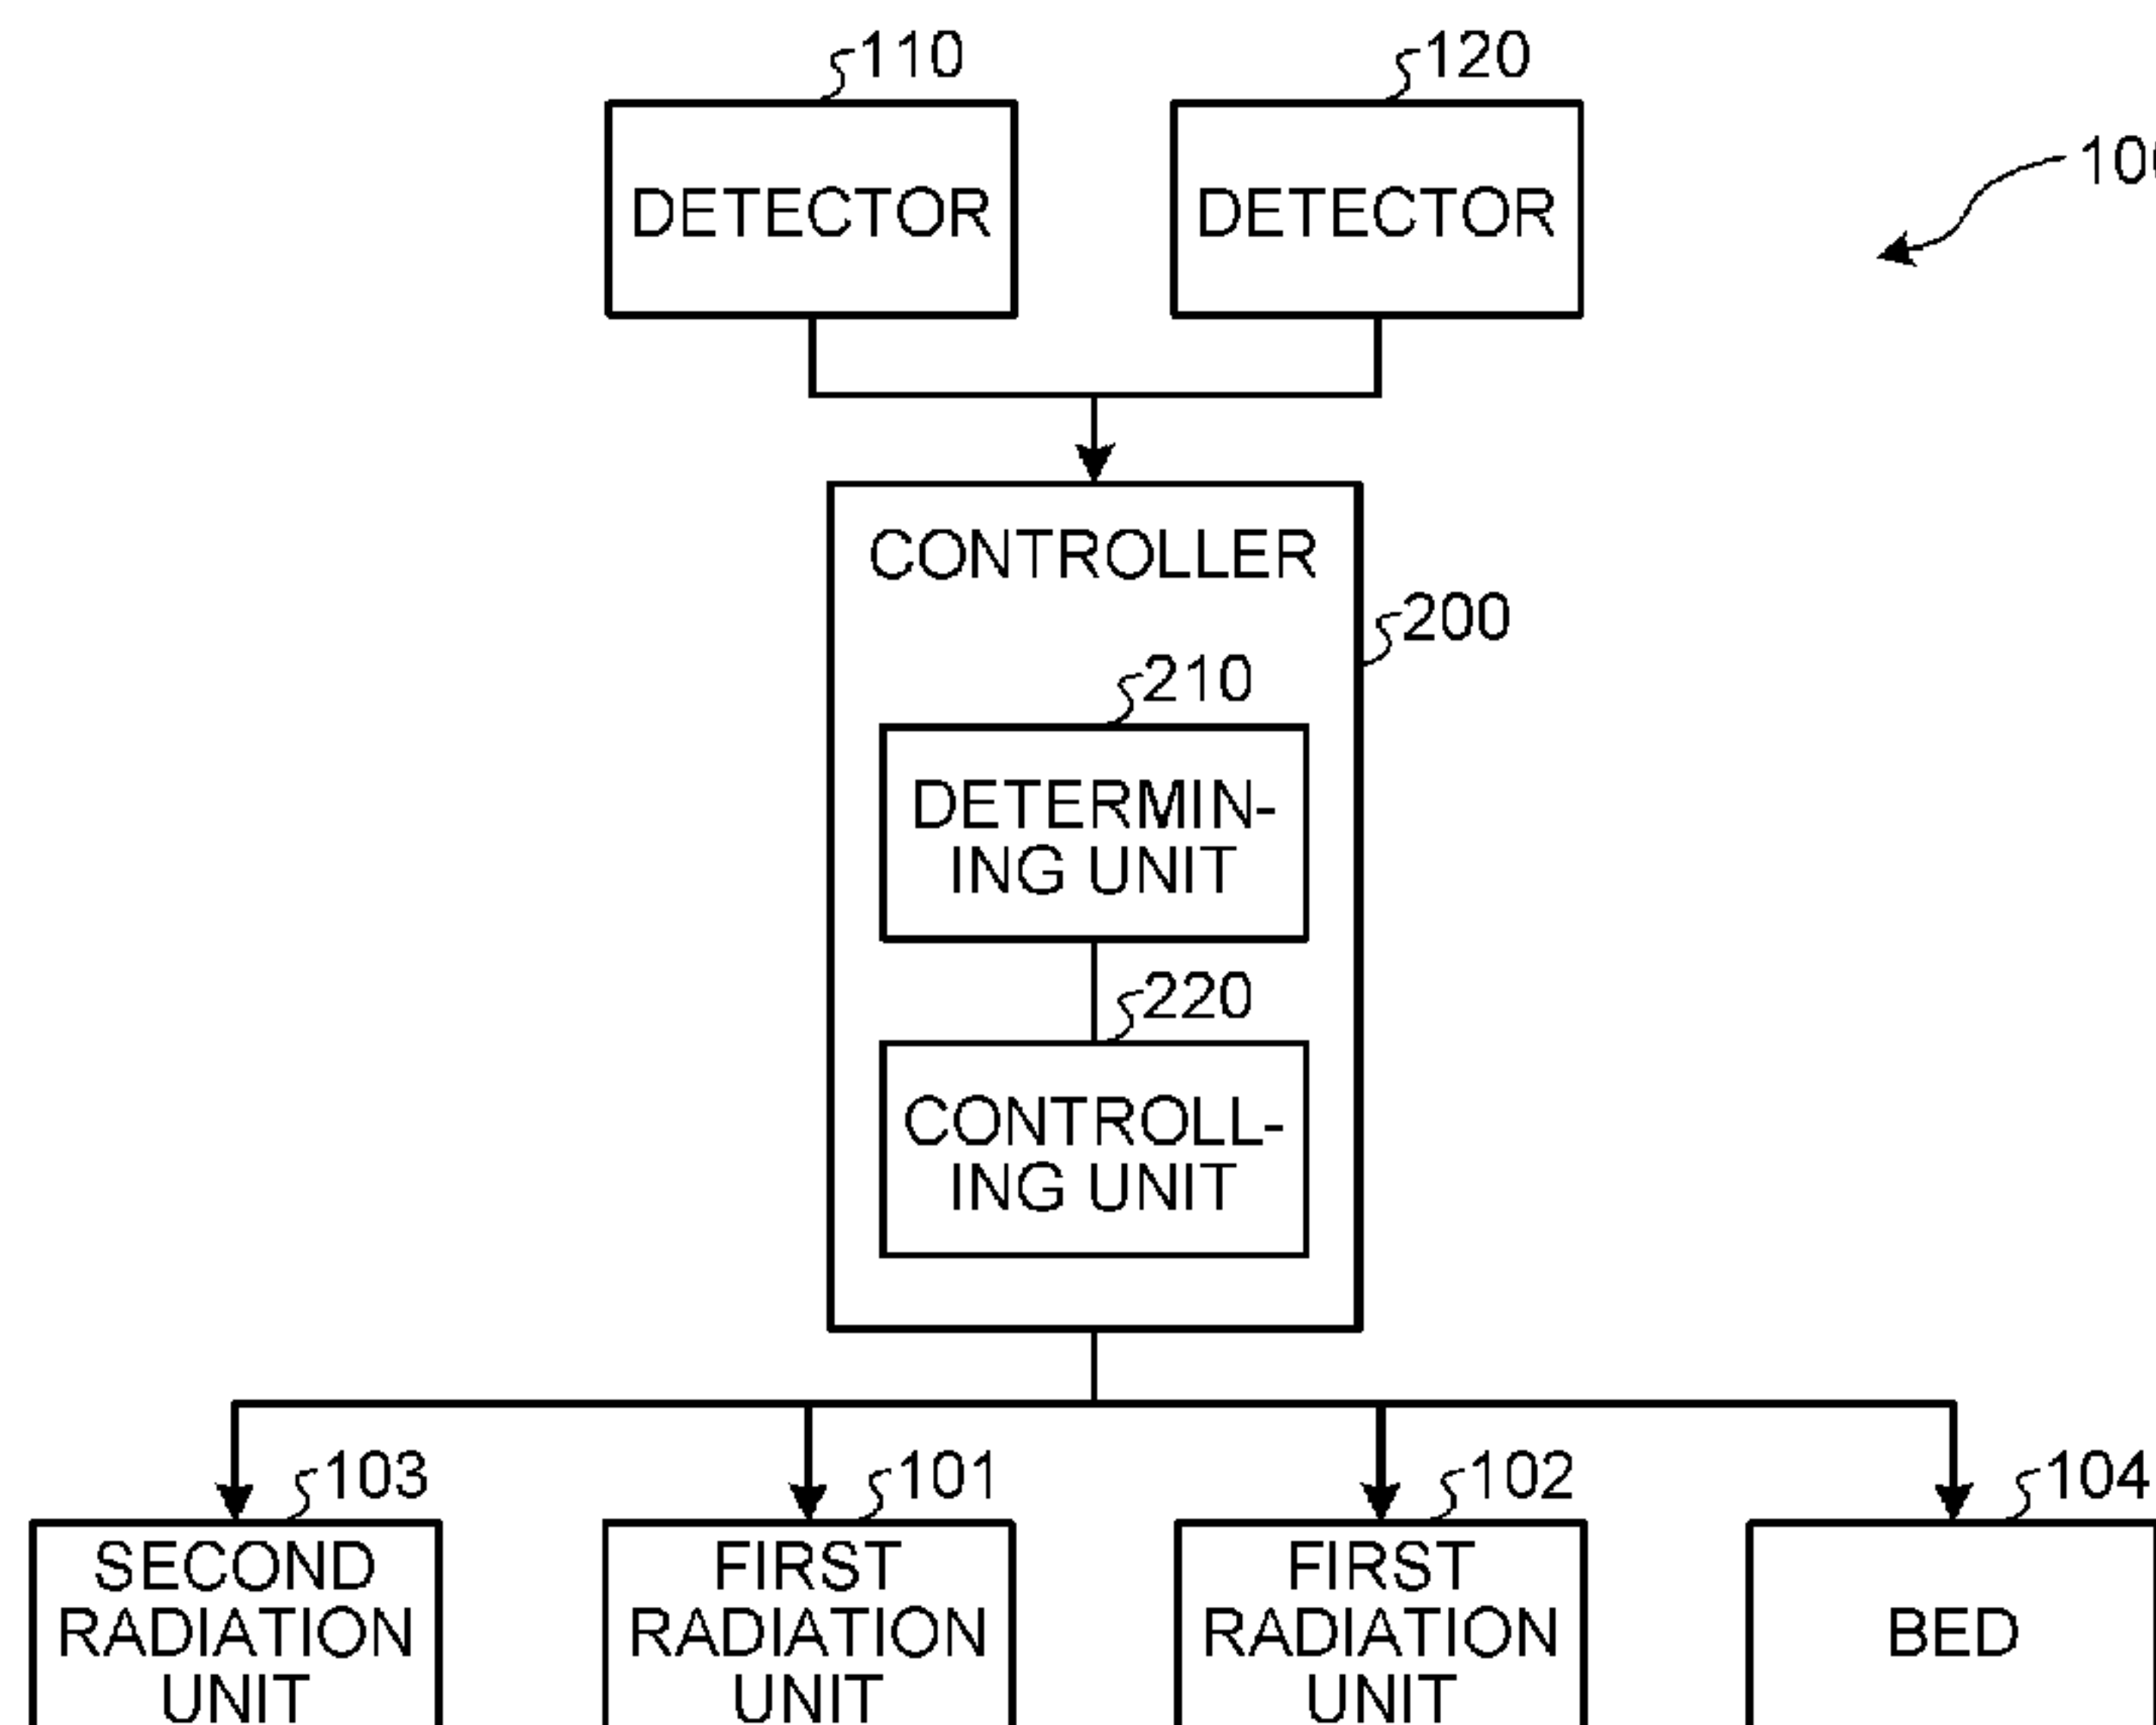 110
120
100
DETECTOR
DETECTOR
CONTROLLER
200
210
DETERMIN-
ING UNIT
220
CONTROLL-
ING UNIT
103
101
102
104
SECOND
RADIATION
UNIT
FIRST
RADIATION
UNIT
FIRST
RADIATION
UNIT
BED